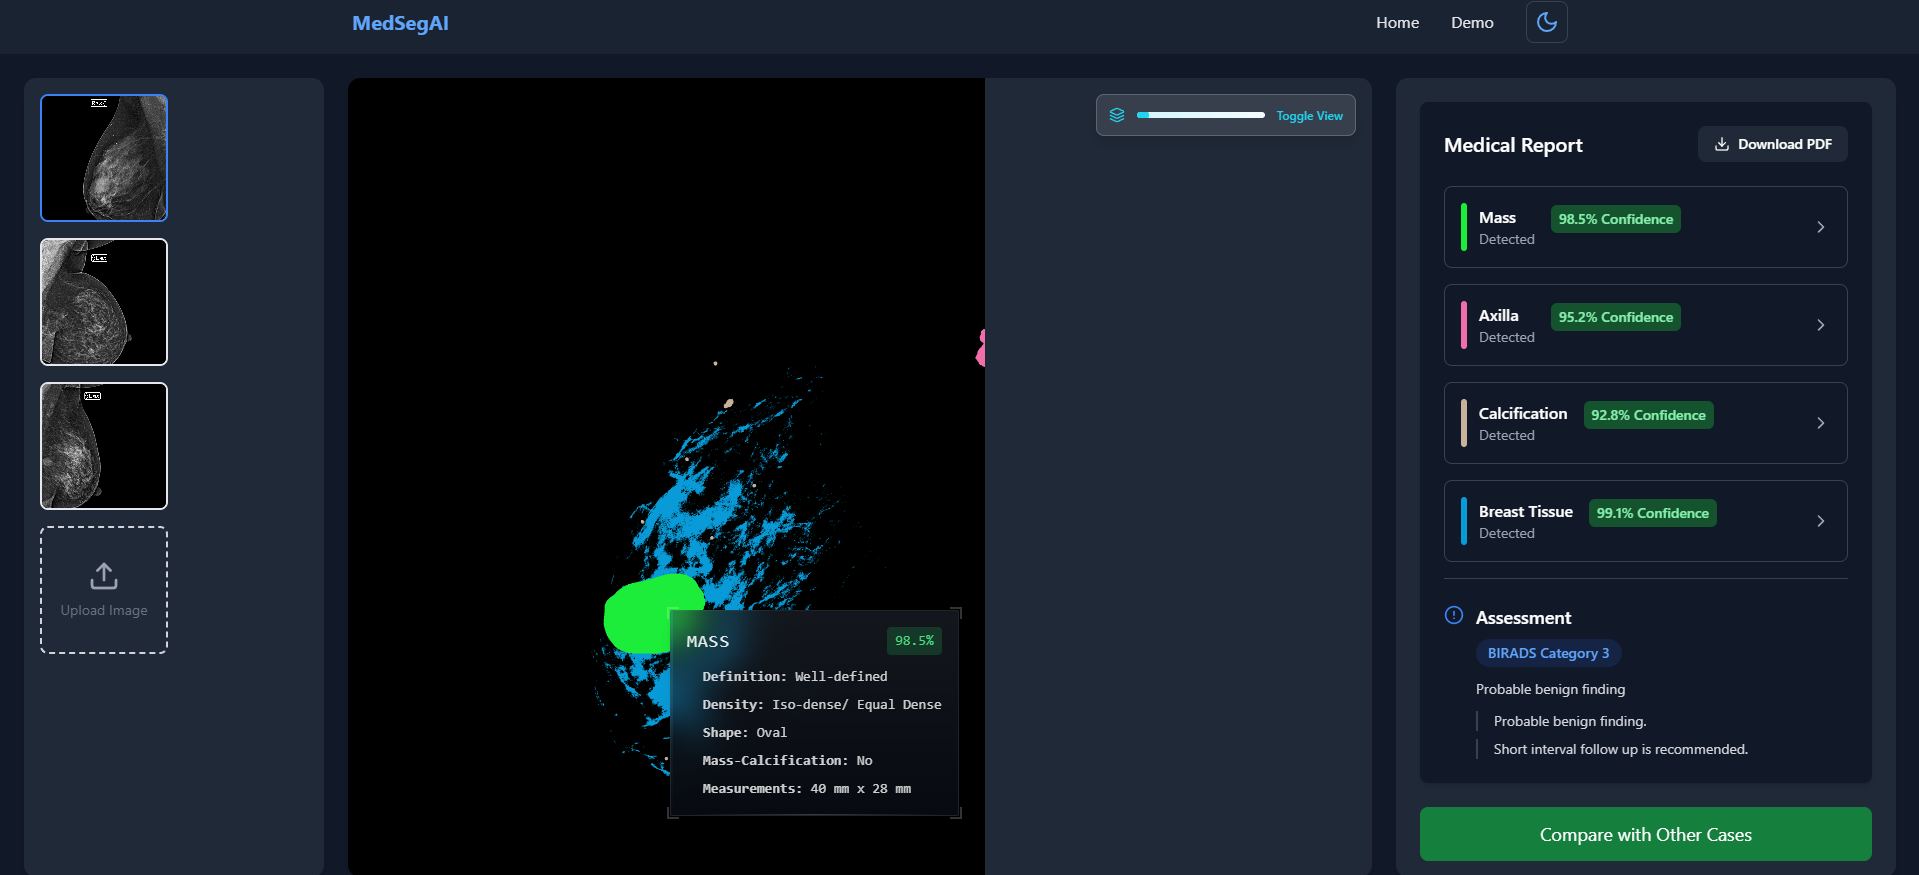 MedSegAI
Home
Demo
Upload Image
Toggle View
MASS
98.5%
Definition: Well-defined
Density: Iso-dense/ Equal Dense
Shape: Oval
Mass-Calcification: No
Measurements: 40 mm x 28 mm
Medical Report
Download PDF
Mass
98.5% Confidence
Detected
Axilla
95.2% Confidence
Detected
Calcification
92.8% Confidence
Detected
Breast Tissue
99.1% Confidence
Detected
Assessment
BIRADS Category 3
Probable benign finding
Probable benign finding.
Short interval follow up is recommended.
Compare with Other Cases